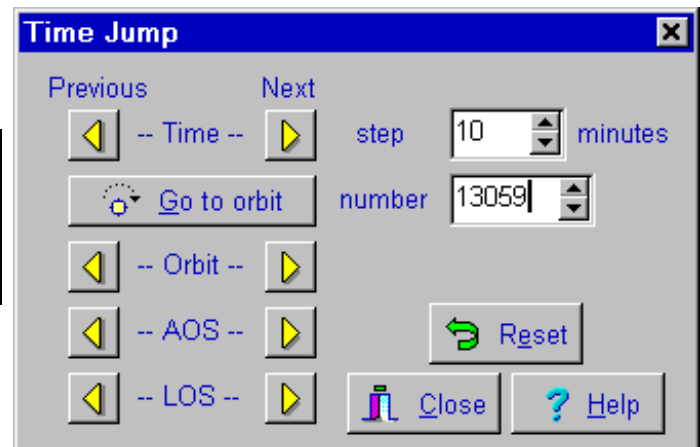 Time Jump
Previous Next
-- Time -- step 10 minutes
Go to orbit number 13059
-- Orbit --
-- AOS --
Reset
-- LOS -- Close Help